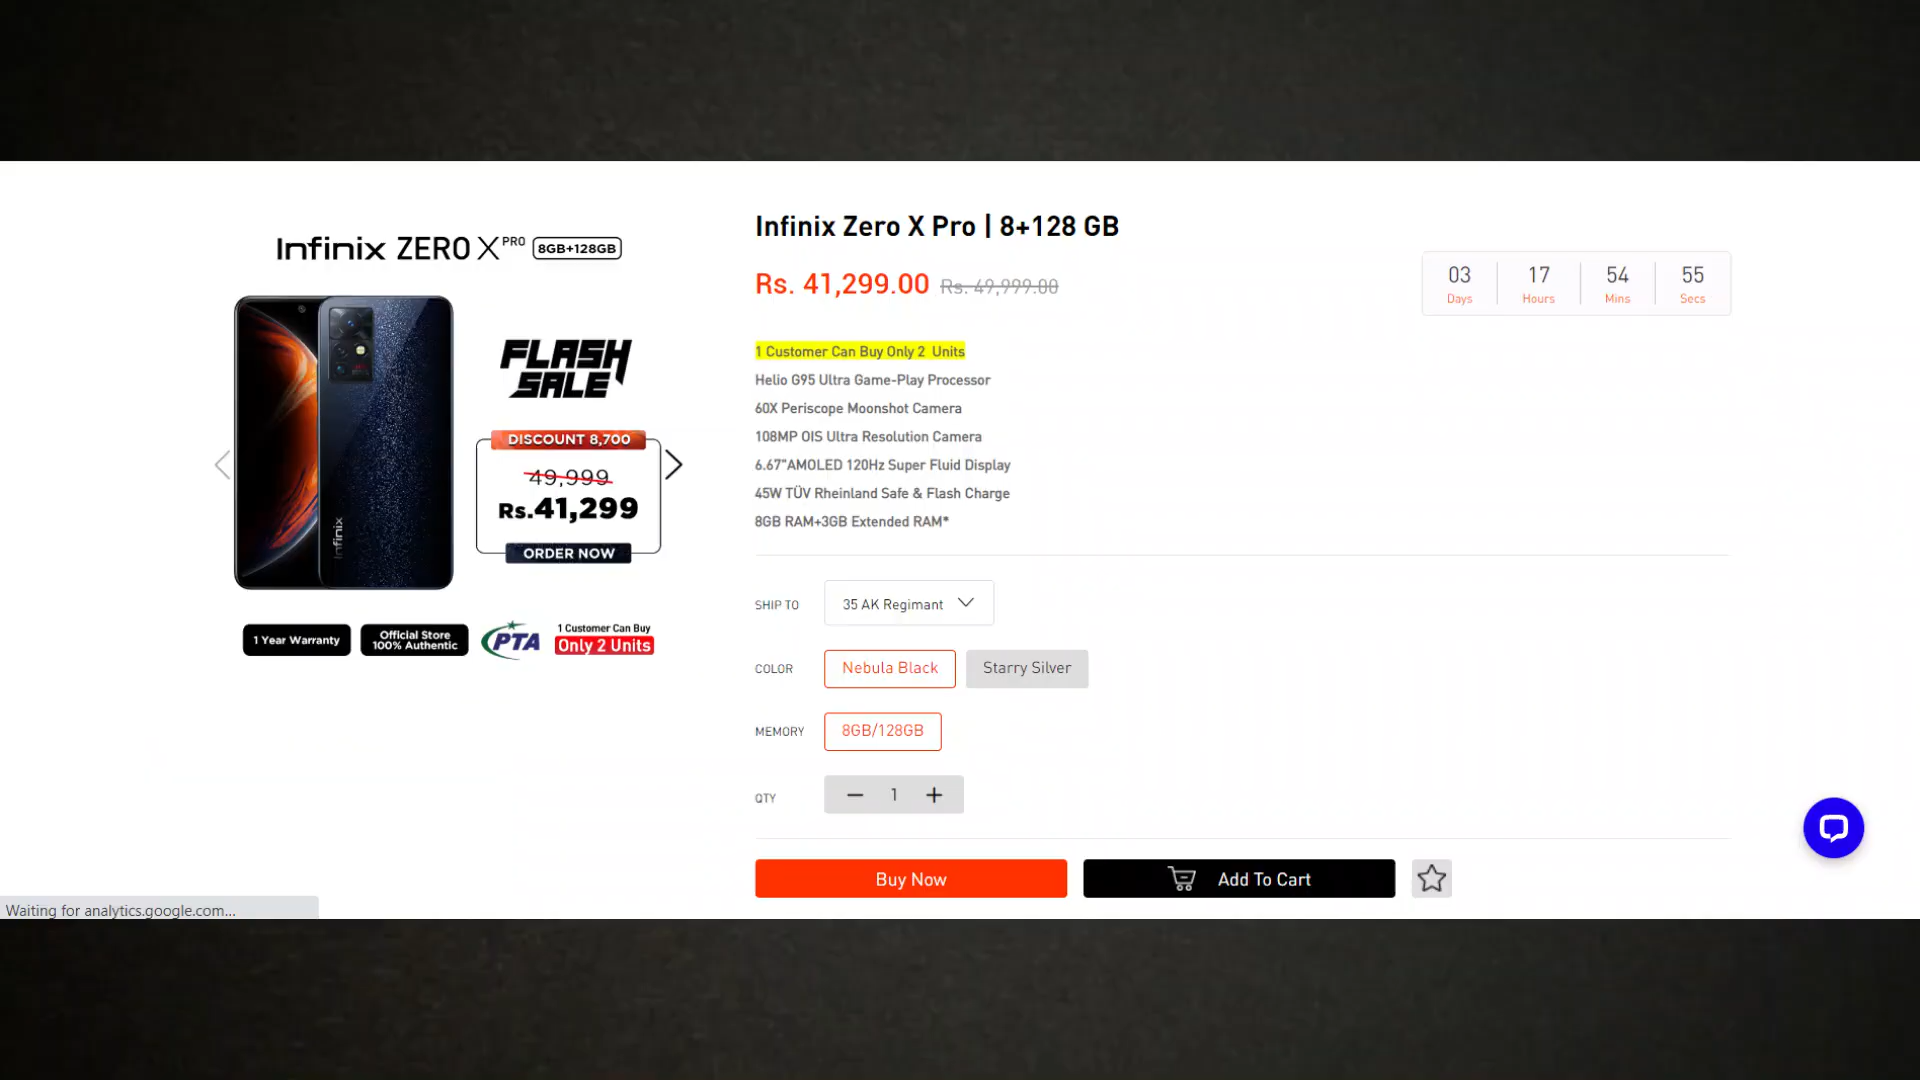 Infinix ZERO X PRO 8GB+128GB
FLASH
SALE
DISCOUNT 8,700
49,999
Rs.41,299
ORDER NOW
Infinix
1 Year Warranty
Official Store
100% Authentic
PTA
1 Customer Can Buy
Only 2 Units
Infinix Zero X Pro | 8+128 GB
Rs. 41,299.00 Rs. 49,999.00
03 17 54 55
Days Hours Mins Secs
1 Customer Can Buy Only 2 Units
Helio G95 Ultra Game-Play Processor
60X Periscope Moonshot Camera
108MP OIS Ultra Resolution Camera
6.67"AMOLED 120Hz Super Fluid Display
45W TÜV Rheinland Safe & Flash Charge
8GB RAM+3GB Extended RAM*
SHIP TO 35 AK Regimant
COLOR Nebula Black Starry Silver
MEMORY 8GB/128GB
QTY 1
Buy Now Add To Cart
Waiting for analytics.google.com...